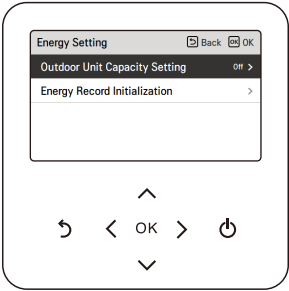 Energy Setting Back OK OK
Outdoor Unit Capacity Setting Off
Energy Record Initialization
OK